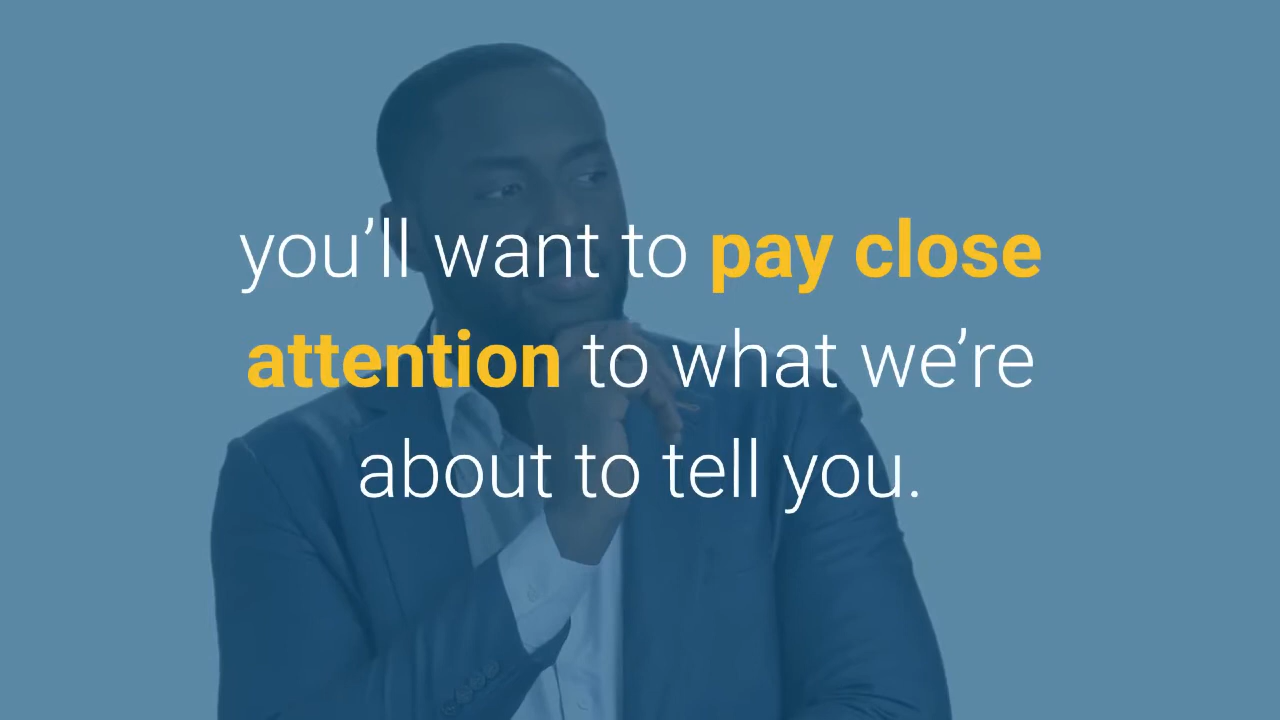 you’ll want to pay close
attention to what we’re
about to tell you.